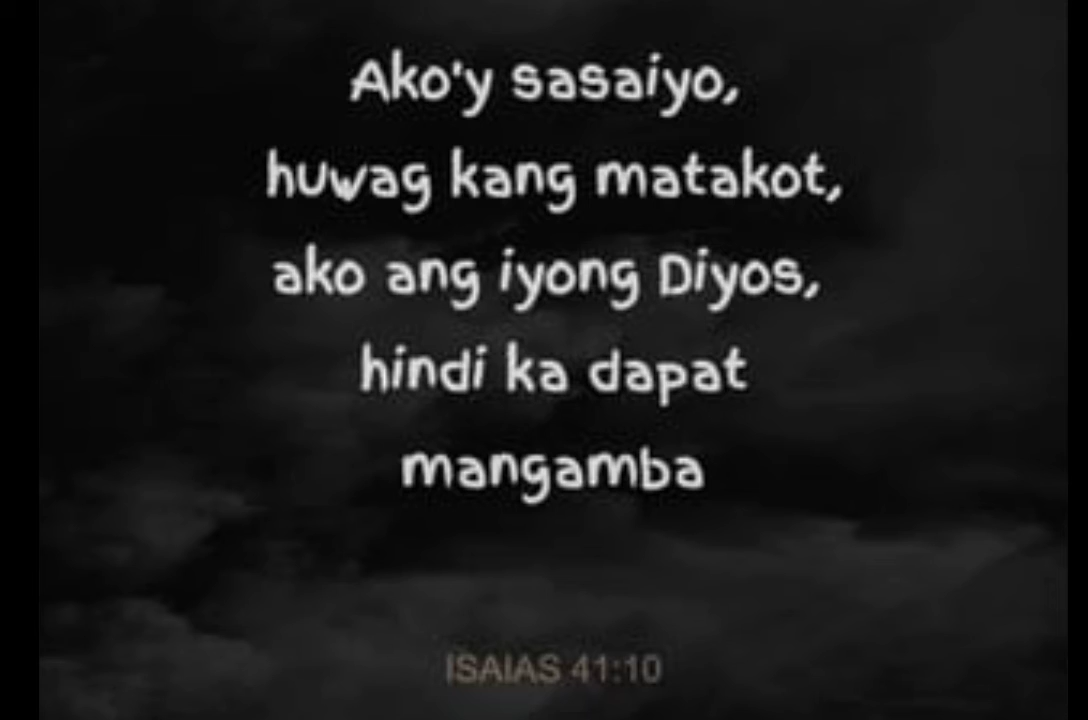 Ako'y sasaiyo,
huwag kang matakot,
ako ang iyong Diyos,
hindi ka dapat
mangamba
ISAIAS 41:10